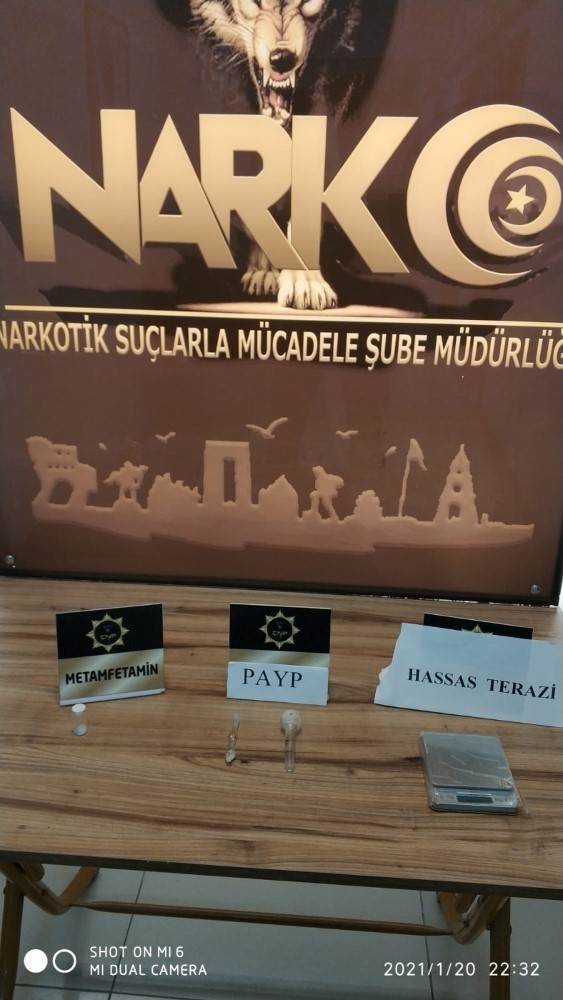 NARKO
NARKOTİK SUÇLARLA MÜCADELE ŞUBE MÜDÜRLÜĞ
METAMFETAMİN
PAYP
HASSAS TERAZİ
SHOT ON MI 6
MI DUAL CAMERA
2021/1/20 22:32